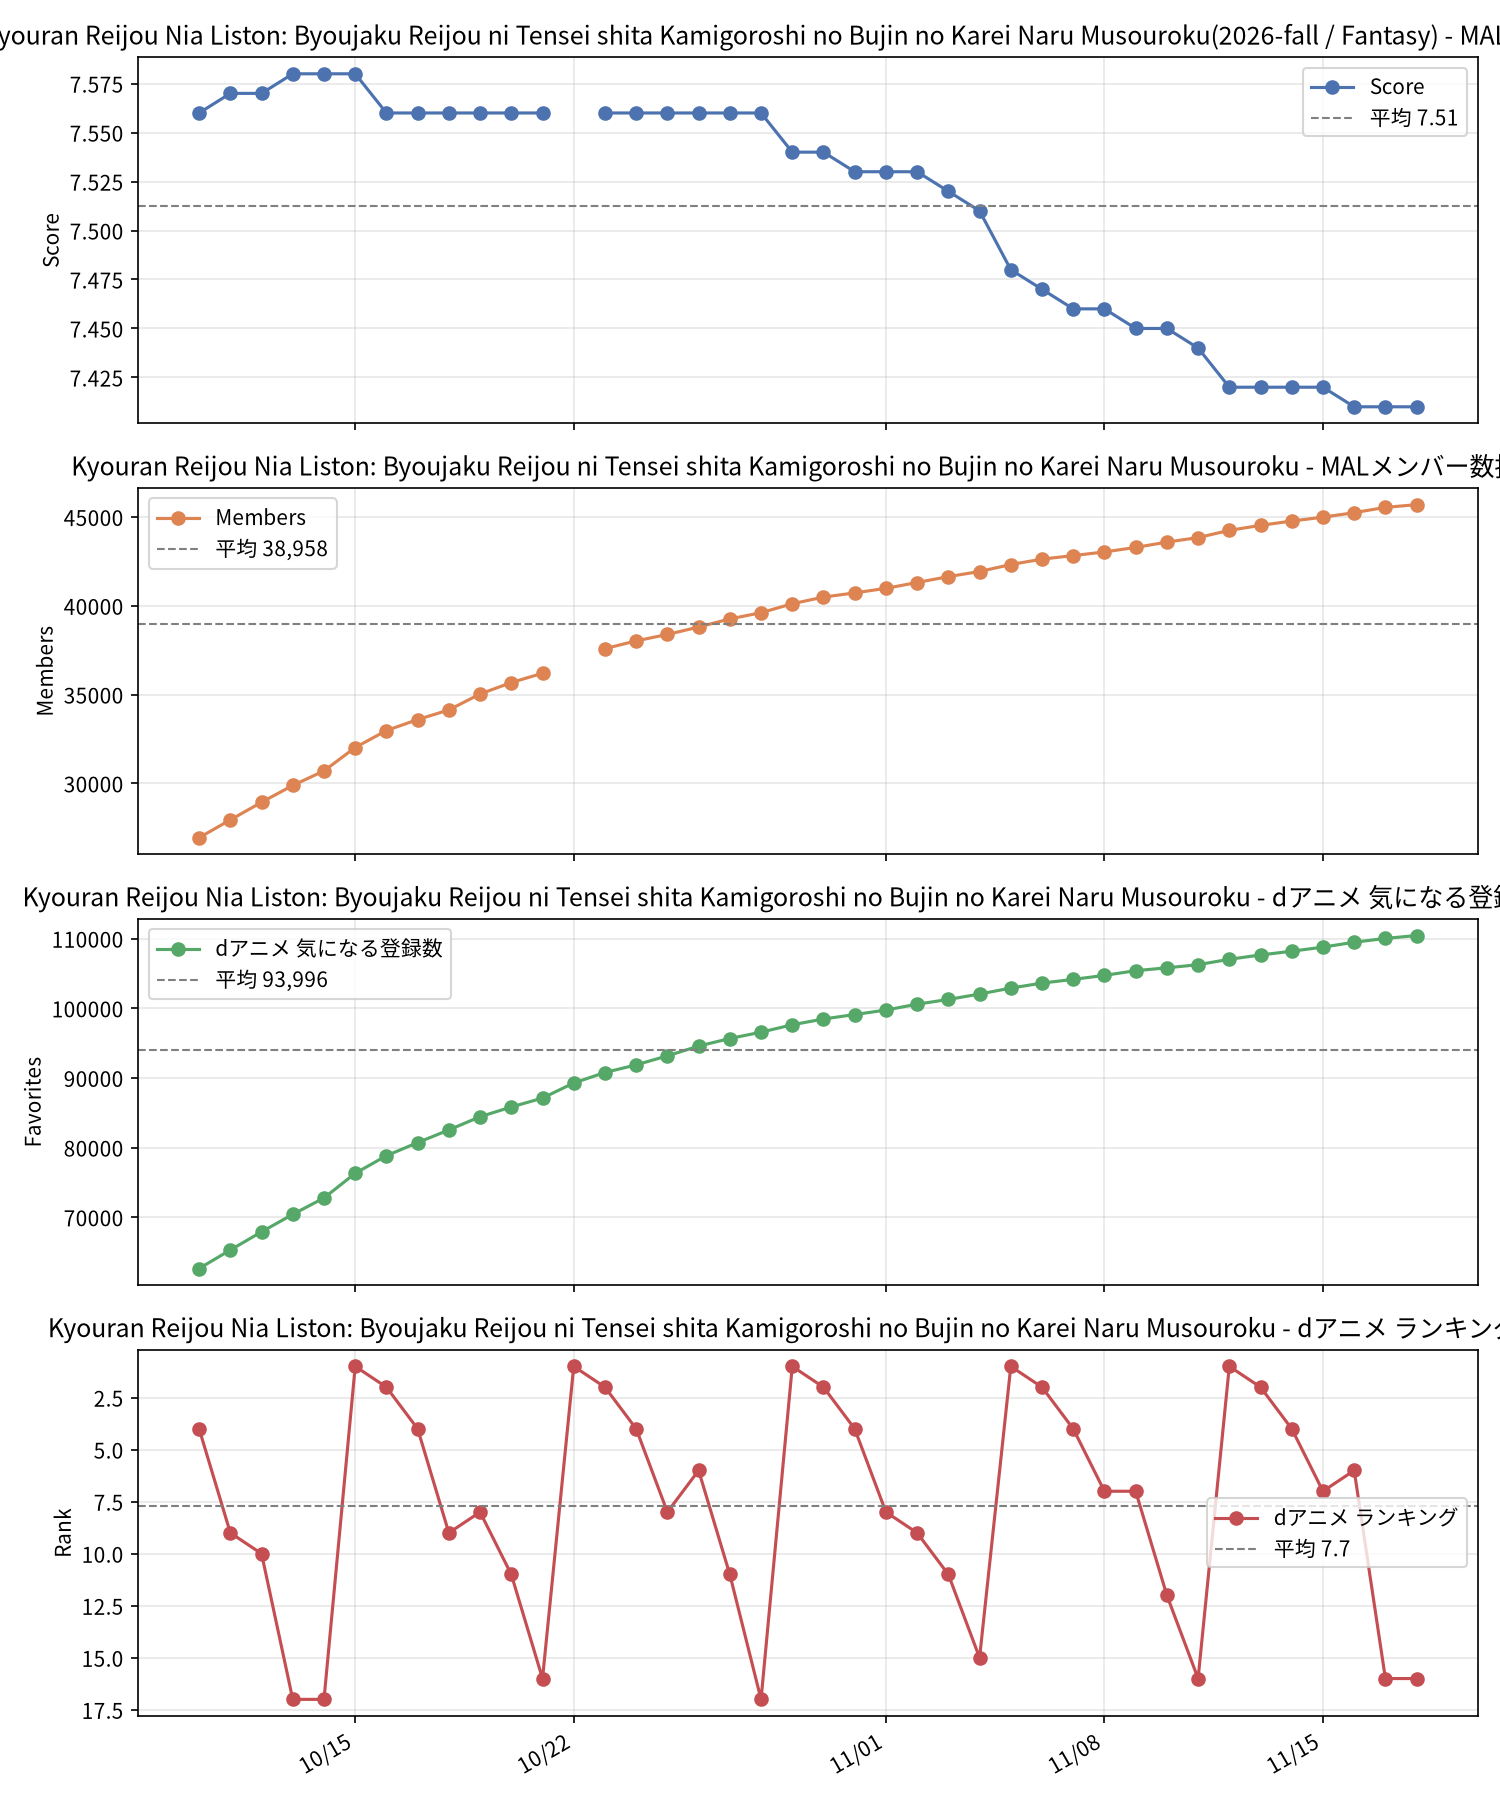 youran Reijou Nia Liston: Byoujaku Reijou ni Tensei shita Kamigoroshi no Bujin no Karei Naru Musouroku(2026-fall / Fantasy) - MAL
Score
7.575
7.550
7.525
7.500
7.475
7.450
7.425
Score
平均 7.51
Kyouran Reijou Nia Liston: Byoujaku Reijou ni Tensei shita Kamigoroshi no Bujin no Karei Naru Musouroku - MALメンバー数
Members
45000
40000
35000
30000
Members
平均 38,958
Kyouran Reijou Nia Liston: Byoujaku Reijou ni Tensei shita Kamigoroshi no Bujin no Karei Naru Musouroku - dアニメ 気になる登録
Favorites
110000
100000
90000
80000
70000
dアニメ 気になる登録数
平均 93,996
Kyouran Reijou Nia Liston: Byoujaku Reijou ni Tensei shita Kamigoroshi no Bujin no Karei Naru Musouroku - dアニメ ランキング
Rank
2.5
5.0
7.5
10.0
12.5
15.0
17.5
dアニメ ランキング
平均 7.7
10/15
10/22
11/01
11/08
11/15